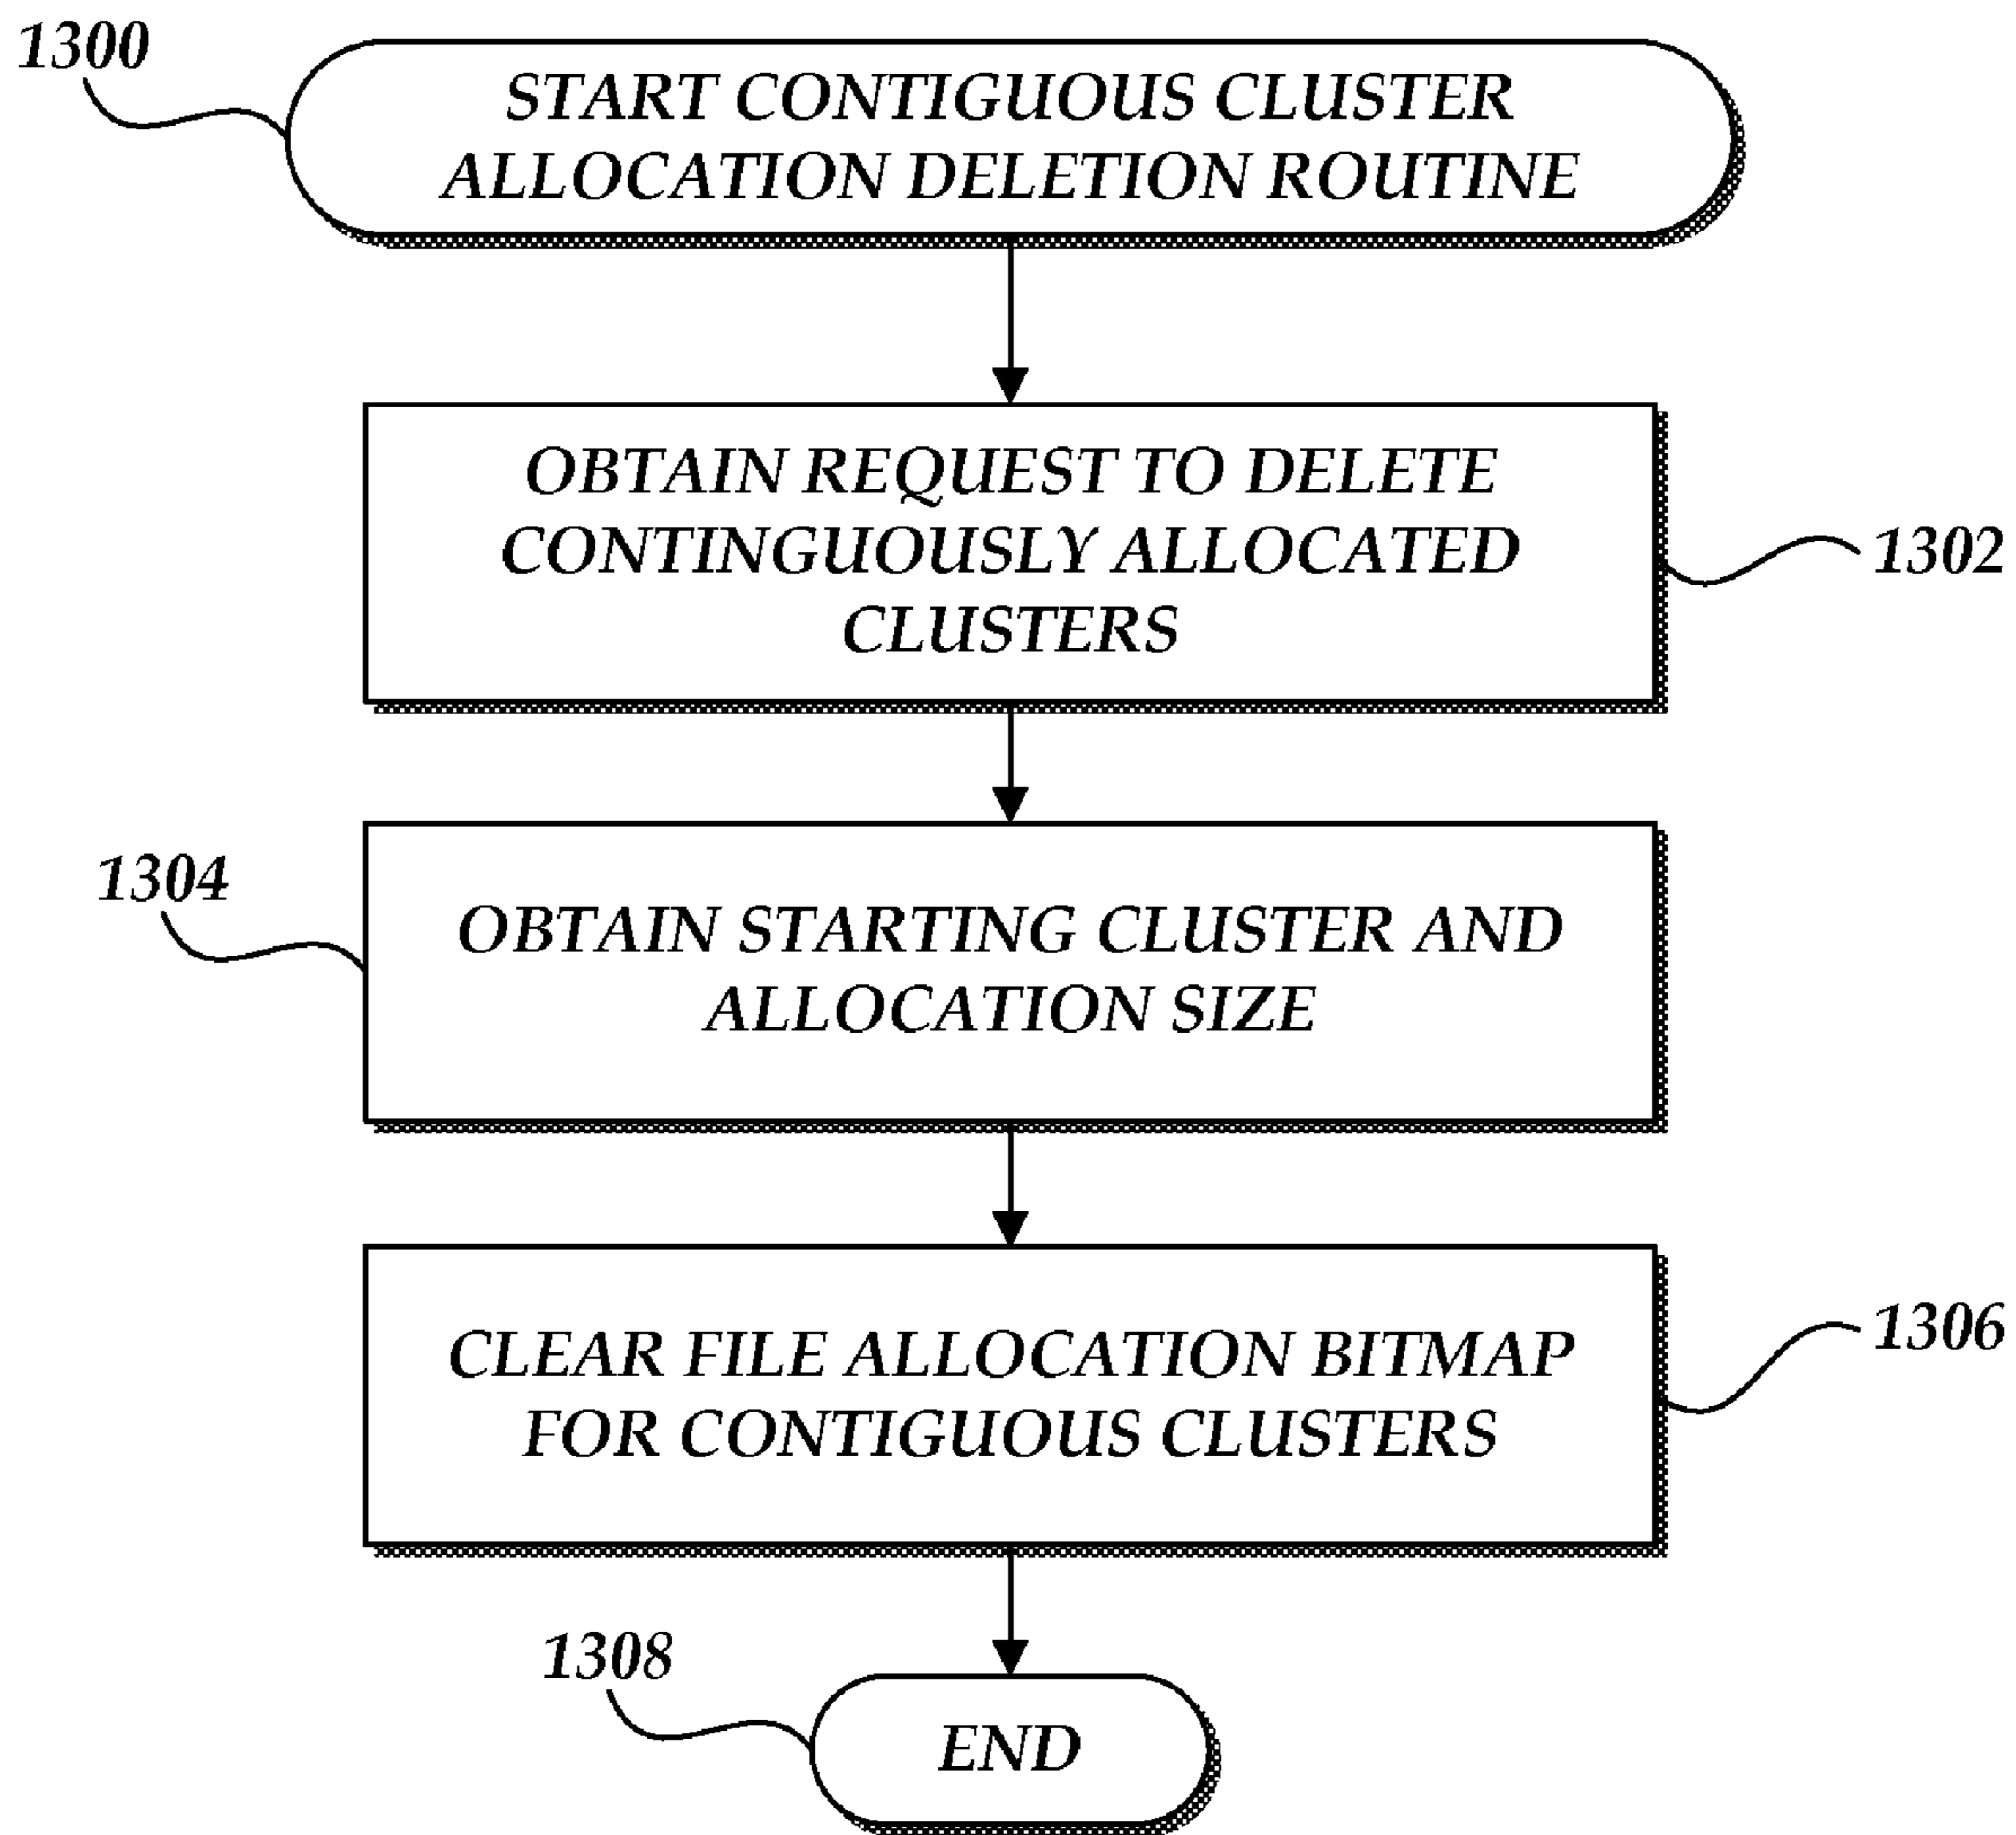 1300
START CONTIGUOUS CLUSTER
ALLOCATION DELETION ROUTINE
OBTAIN REQUEST TO DELETE
CONTINGUOUSLY ALLOCATED
CLUSTERS
1302
1304
OBTAIN STARTING CLUSTER AND
ALLOCATION SIZE
CLEAR FILE ALLOCATION BITMAP
FOR CONTIGUOUS CLUSTERS
1306
1308
END